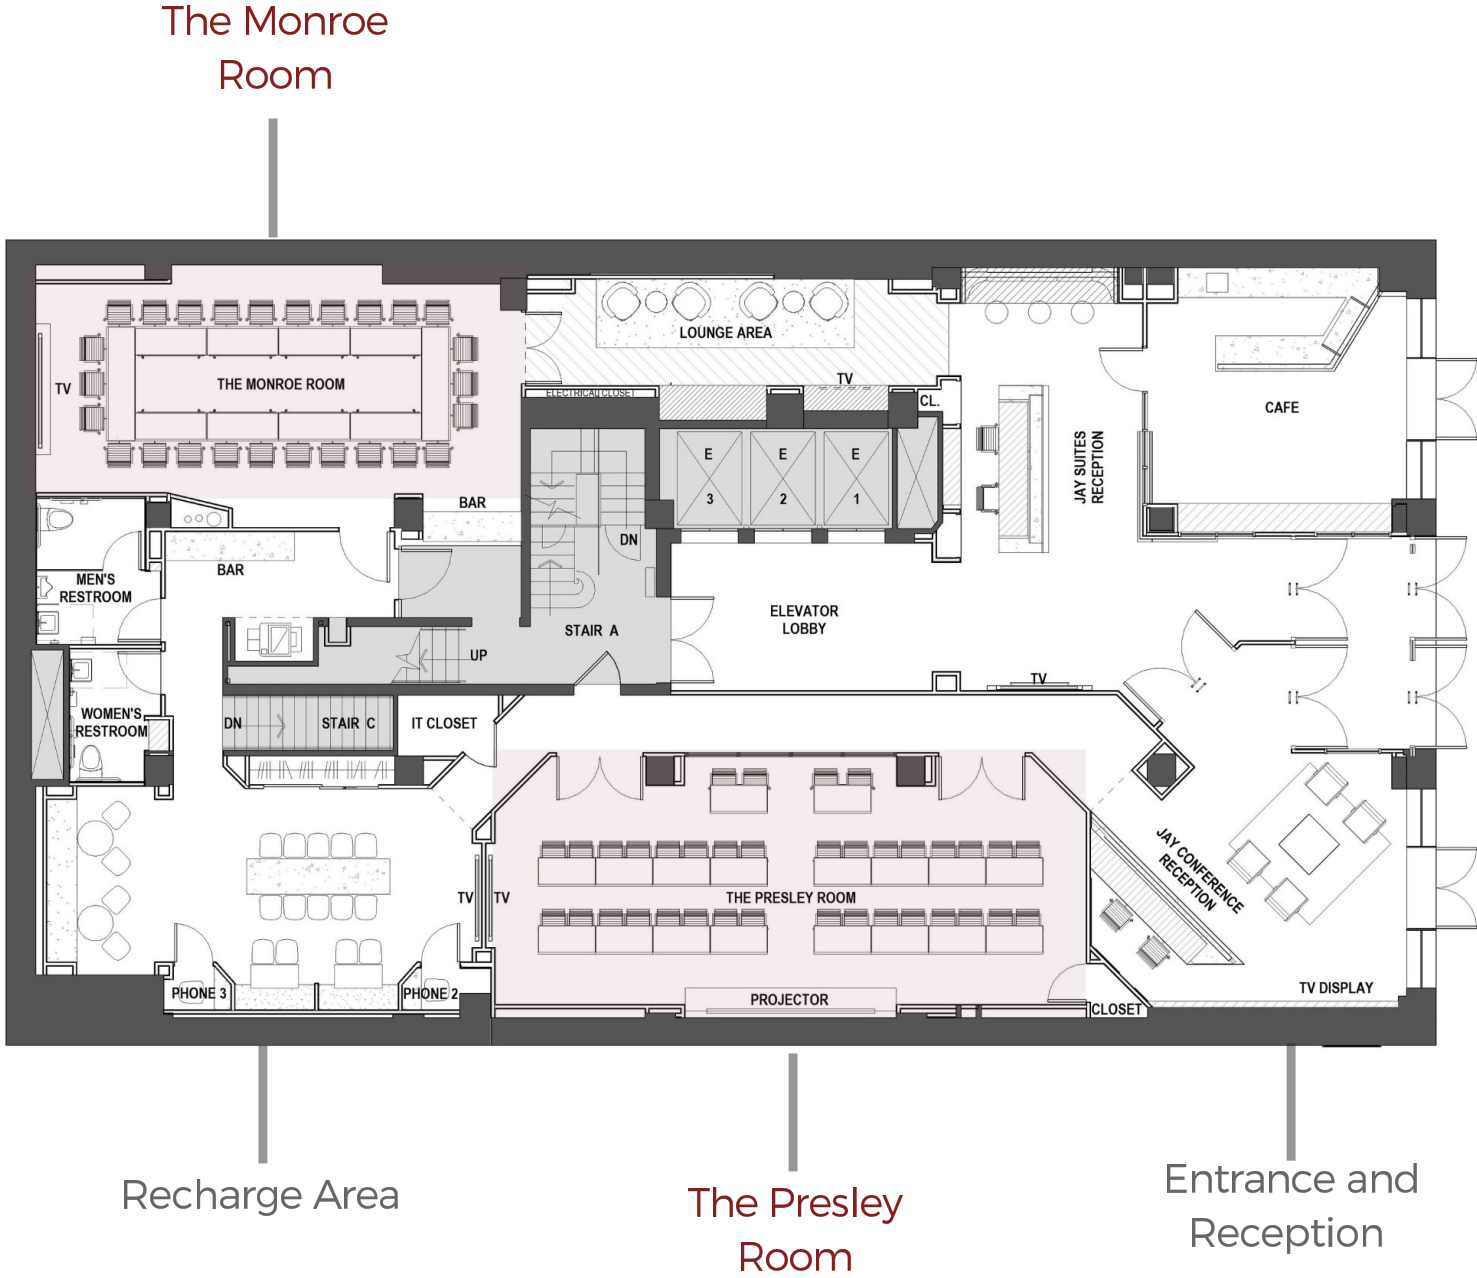 The Monroe
Room
LOUNGE AREA
TV
THE MONROE ROOM
TV
ELECTRICAL CLOSET
CL.
CAFE
JAY SUITES
RECEPTION
E
3
E
2
E
1
BAR
DN
BAR
MEN'S
RESTROOM
STAIR A
ELEVATOR
LOBBY
UP
TV
WOMEN'S
RESTROOM
DN
STAIR C
IT CLOSET
JAY CONFERENCE
RECEPTION
TV
TV
THE PRESLEY ROOM
PHONE 3
PHONE 2
PROJECTOR
CLOSET
TV DISPLAY
Recharge Area
The Presley
Room
Entrance and
Reception